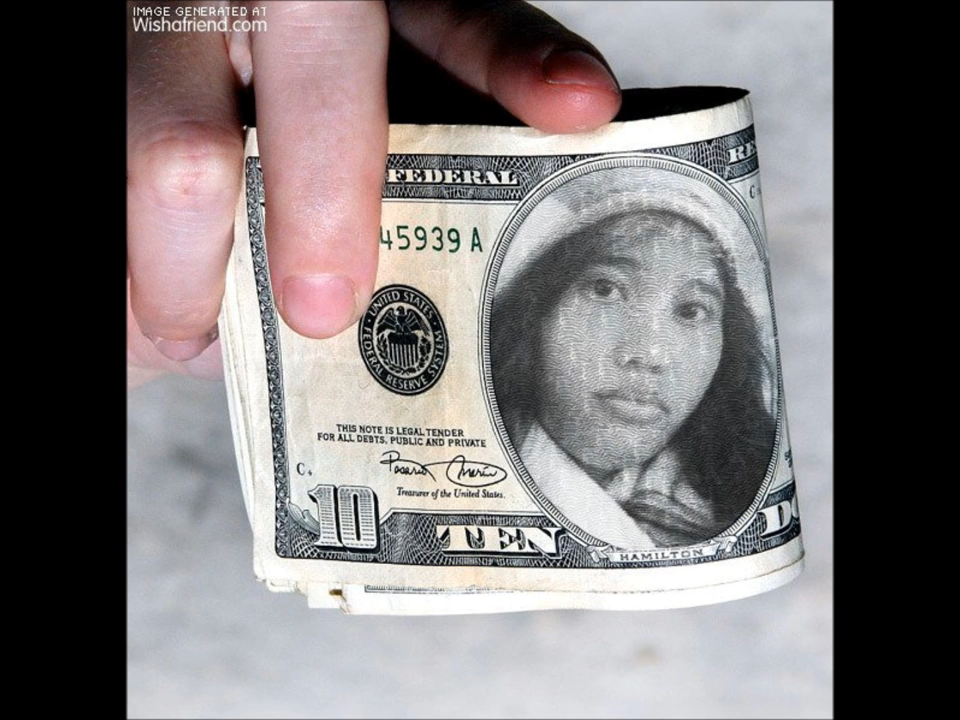 IMAGE GENERATED AT
Wishafriend.com
FEDERAL
RE
45939 A
UNITED STATES
FEDERAL RESERVE SYSTEM
THIS NOTE IS LEGAL TENDER
FOR ALL DEBTS, PUBLIC AND PRIVATE
Treasurer of the United States.
10
TEN
HAMILTON